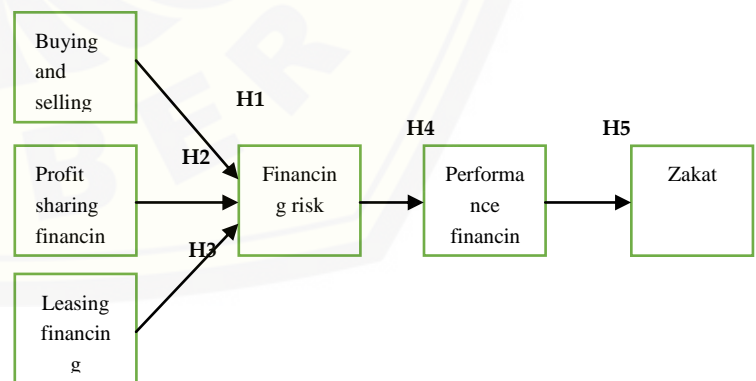 Buying
and
selling
H1
H2
H3
Profit
sharing
financin
Leasing
financin
g
Financin
g risk
H4
Performa
nce
financin
H5
Zakat